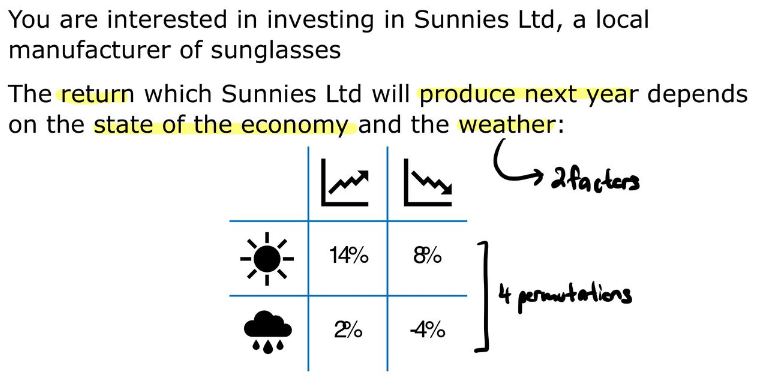 You are interested in investing in Sunnies Ltd, a local
manufacturer of sunglasses
The return which Sunnies Ltd will produce next year depends
on the state of the economy and the weather:
2 factors
14% 8%
4 permutations
2% -4%